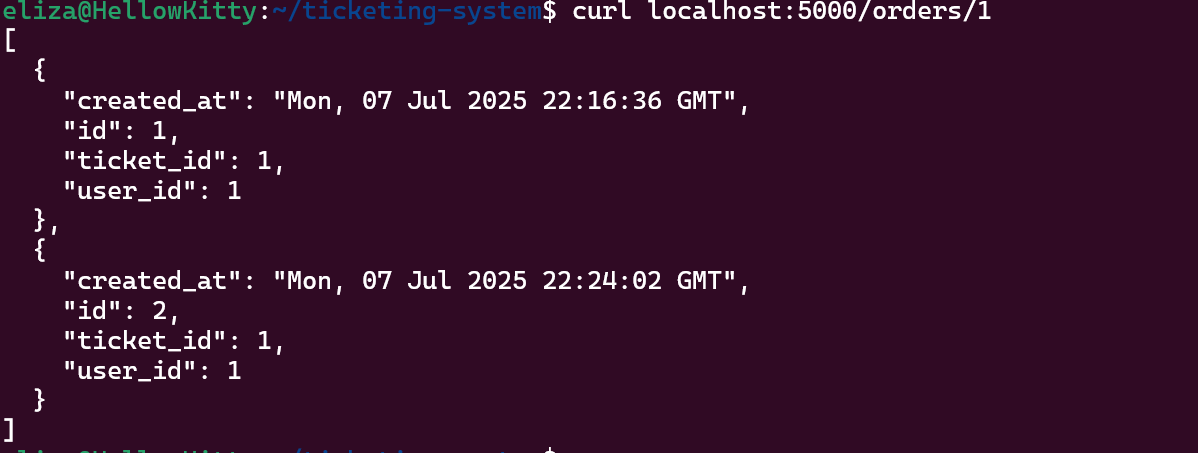 eliza@HellowKitty:~/ticketing-system$ curl localhost:5000/orders/1
[
  {
    "created_at": "Mon, 07 Jul 2025 22:16:36 GMT",
    "id": 1,
    "ticket_id": 1,
    "user_id": 1
  },
  {
    "created_at": "Mon, 07 Jul 2025 22:24:02 GMT",
    "id": 2,
    "ticket_id": 1,
    "user_id": 1
  }
]